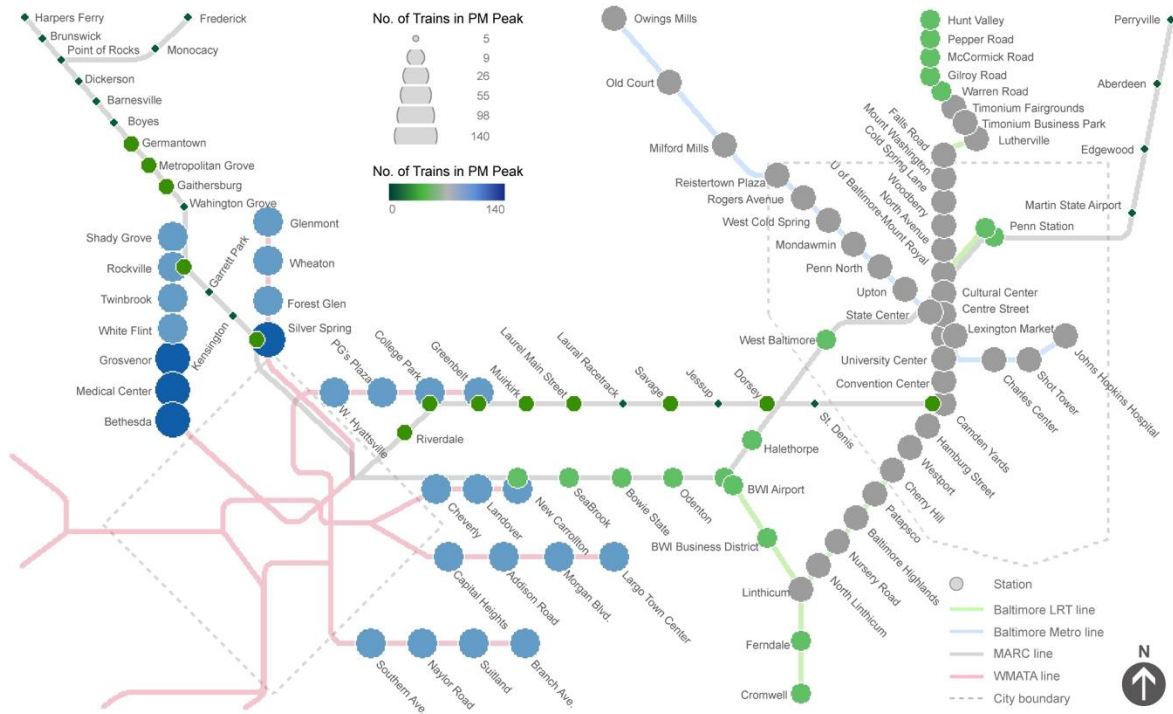 Harpers Ferry
Frederick
Brunswick
Point of Rocks
Monocacy
Dickerson
Barnesville
Boyes
Germantown
Metropolitan Grove
Gaithersburg
Wahington Grove
Shady Grove
Rockville
Twinbrook
White Flint
Grosvenor
Medical Center
Bethesda
Garrett Park
Kensington
Glenmont
Wheaton
Forest Glen
Silver Spring
No. of Trains in PM Peak
5
9
26
55
98
140
No. of Trains in PM Peak
0
140
PG's Plaza
College Park
Greenbelt
Muirkirk
Laurel Main Street
Laural Racetrack
Savage
Jessup
Dorsey
St. Denis
W. Hyattsville
Riverdale
Cheverly
Landover
New Carrollton
SeaBrook
Bowie State
Odenton
BWI Airport
Halethorpe
West Baltimore
BWI Business District
Capital Heights
Addison Road
Morgan Blvd.
Largo Town Center
Southern Ave
Naylor Road
Suitland
Branch Ave.
Owings Mills
Old Court
Milford Mills
Reistertown Plaza
Rogers Avenue
West Cold Spring
Mondawmin
Penn North
Upton
State Center
Hunt Valley
Pepper Road
McCormick Road
Gilroy Road
Warren Road
Timonium Fairgrounds
Timonium Business Park
Lutherville
Falls Road
Mount Washington
Cold Spring Lane
Woodberry
North Avenue
U of Baltimore-Mount Royal
Penn Station
Cultural Center
Centre Street
Lexington Market
University Center
Convention Center
Charles Center
Shot Tower
Johns Hopkins Hospital
Camden Yards
Hamburg Street
Westport
Cherry Hill
Patapsco
Baltimore Highlands
Nursery Road
North Linthicum
Linthicum
Ferndale
Cromwell
Perryville
Aberdeen
Edgewood
Martin State Airport
Station
Baltimore LRT line
Baltimore Metro line
MARC line
WMATA line
City boundary
N